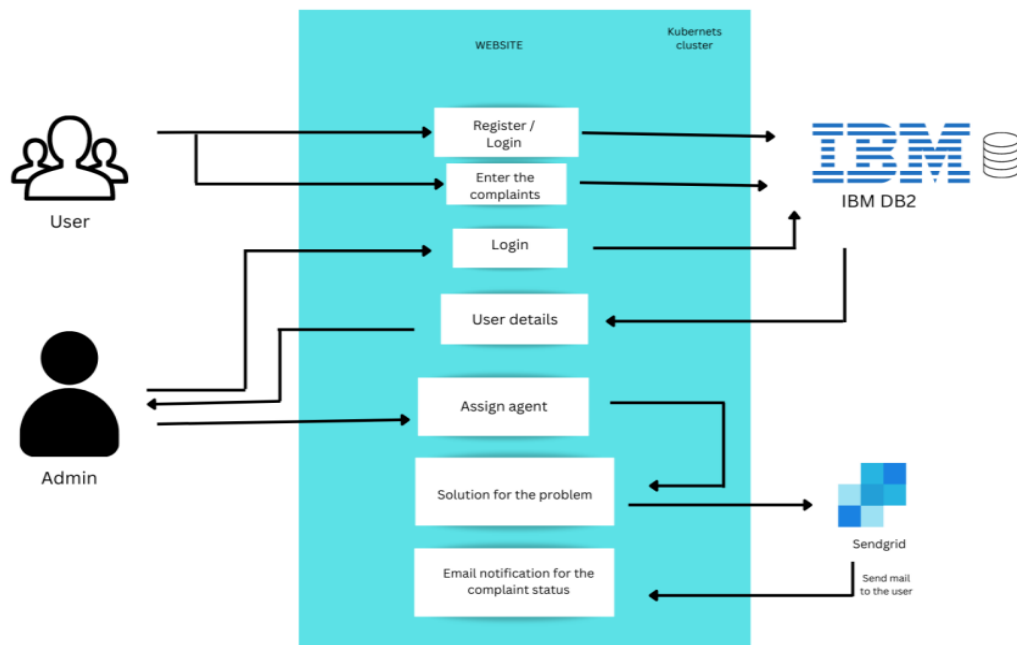 WEBSITE
Kubernets
cluster
Register /
Login
Enter the
complaints
IBM
User
IBM DB2
Login
User details
Assign agent
Admin
Solution for the problem
Sendgrid
Email notification for the
complaint status
Send mail
to the user